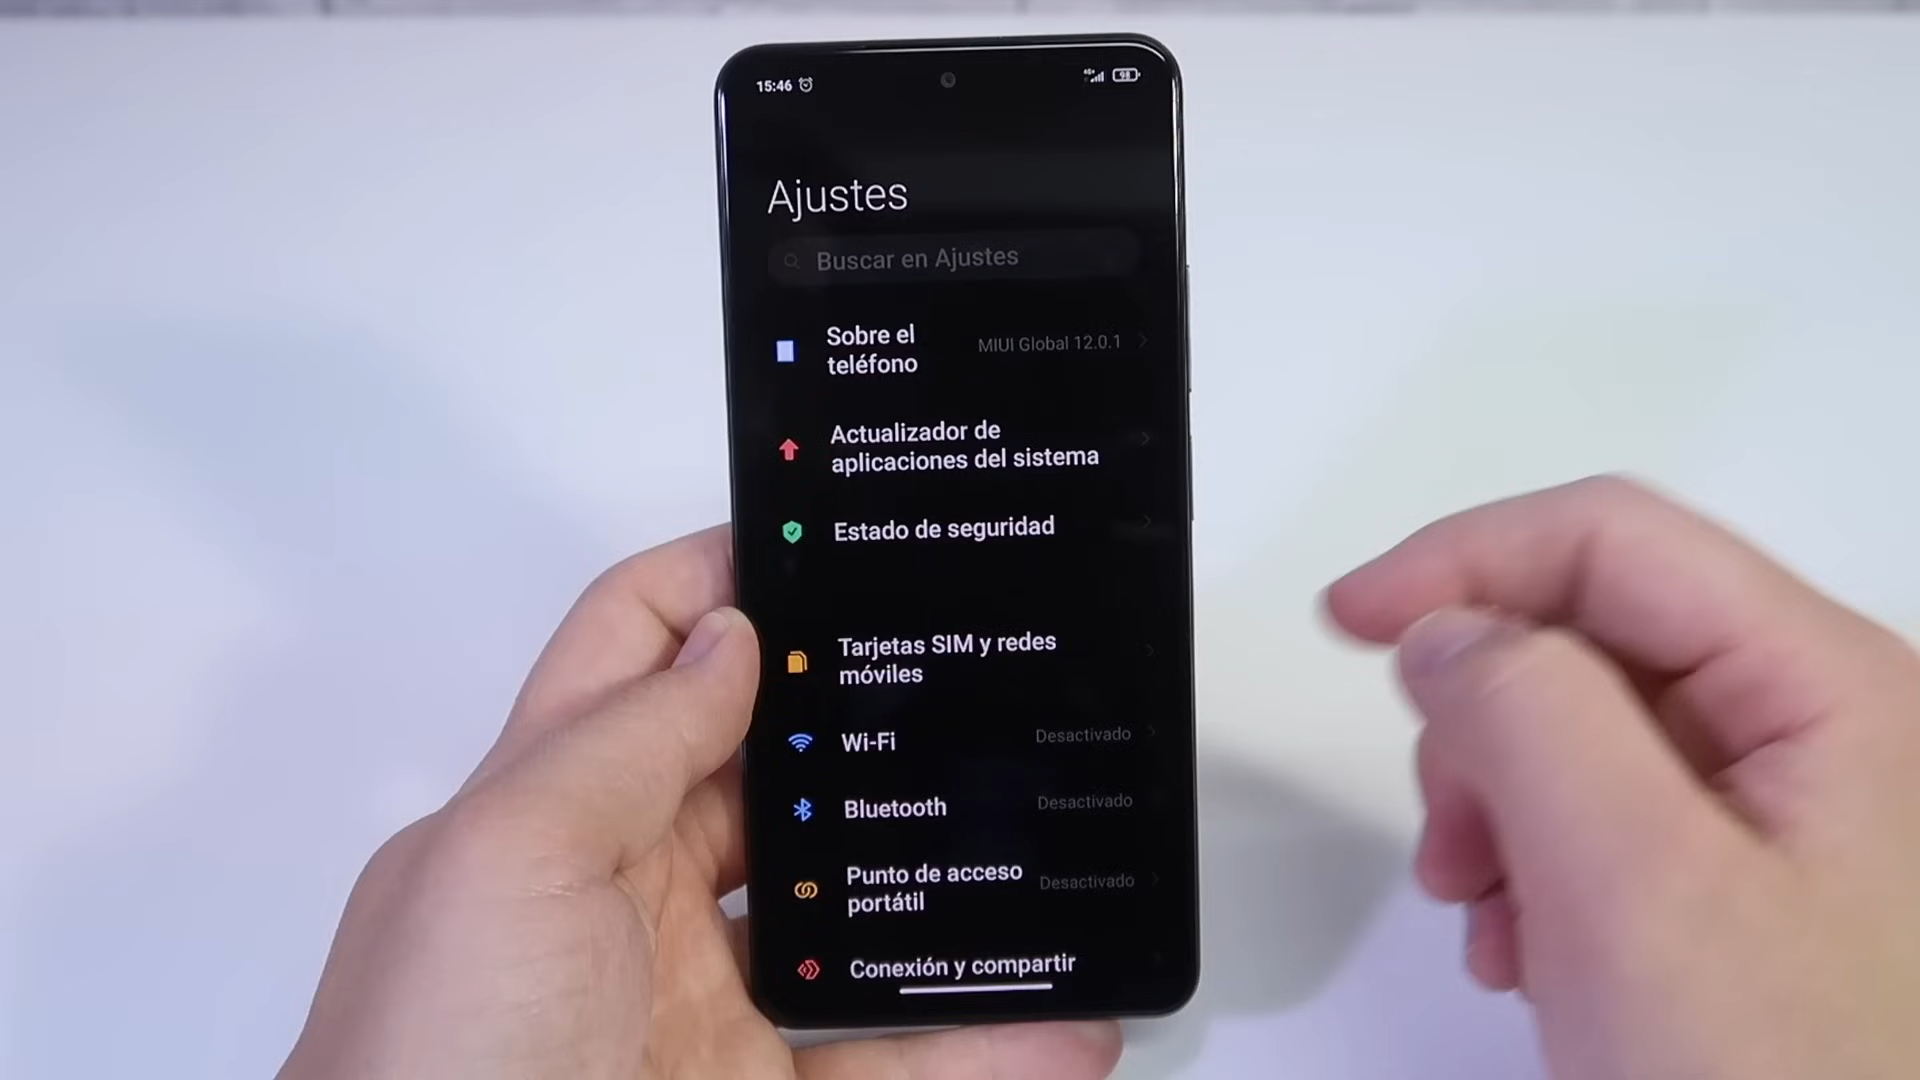 15:46
4G+
98
Ajustes
Buscar en Ajustes
Sobre el
teléfono
MIUI Global 12.0.1
Actualizador de
aplicaciones del sistema
Estado de seguridad
Tarjetas SIM y redes
móviles
Wi-Fi
Desactivado
Bluetooth
Desactivado
Punto de acceso
portátil
Desactivado
Conexión y compartir